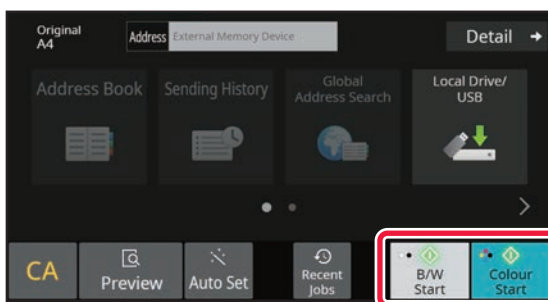 Original
A4
Address
External Memory Device
Detail
Address Book
Sending History
Global
Address Search
Local Drive/
USB
CA
Preview
Auto Set
Recent
Jobs
B/W
Start
Colour
Start